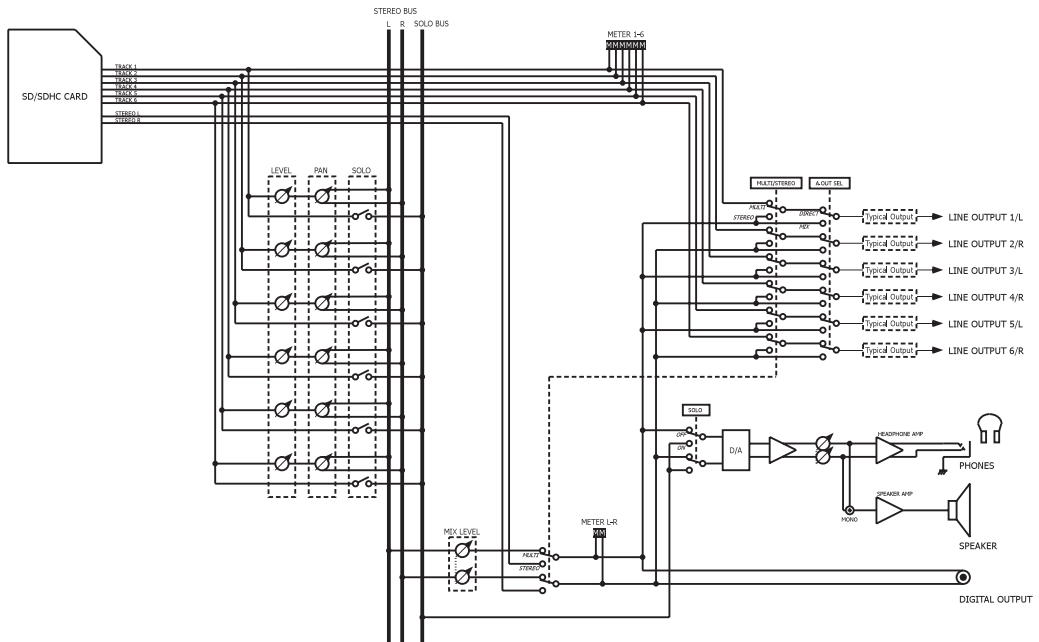 STEREO BUS
L R SOLO BUS
METER 1-6
MMMMMM
SD/SDHC CARD
TRACK 1
TRACK 2
TRACK 3
TRACK 4
TRACK 5
TRACK 6
STEREO L
STEREO R
LEVEL PAN SOLO
MULTI/STEREO A.OUT SEL
MULTI DIRECT
STEREO MIX
Typical Output LINE OUTPUT 1/L
Typical Output LINE OUTPUT 2/R
Typical Output LINE OUTPUT 3/L
Typical Output LINE OUTPUT 4/R
Typical Output LINE OUTPUT 5/L
Typical Output LINE OUTPUT 6/R
SOLO
OFF
ON
D/A
HEADPHONE AMP
PHONES
SPEAKER AMP
MONO
SPEAKER
MIX LEVEL
METER L-R
MM
MULTI
STEREO
DIGITAL OUTPUT